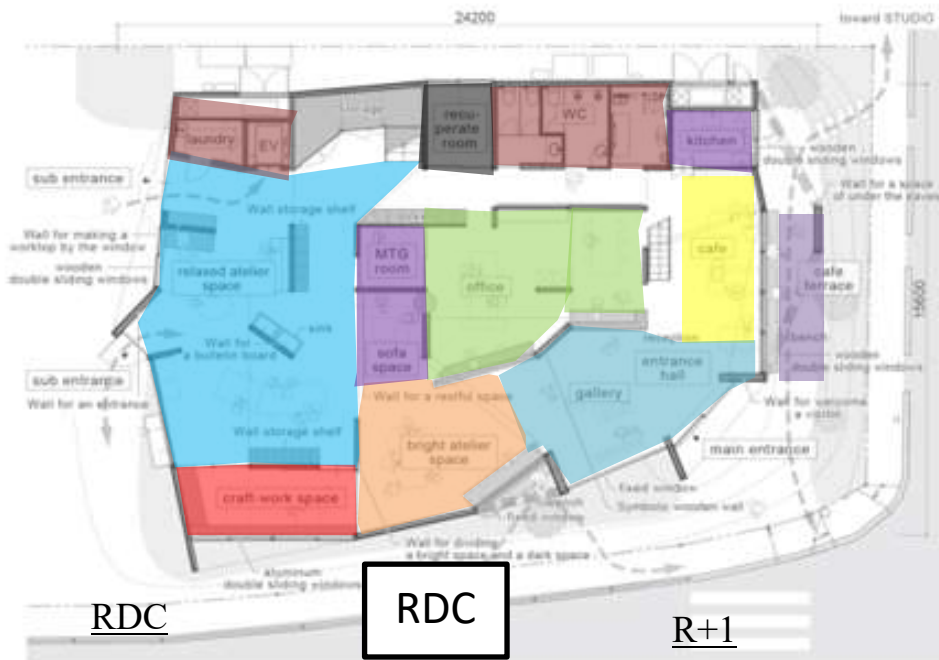 24200
toward STUDIO
laundry
EV
recu-
perate
room
WC
kitchen
wooden
double sliding windows
sub entrance
Wall for a space
of under the eaves
Wall storage shelf
Wall for making a
worktop by the window
wooden
double sliding windows
relaxed atelier
space
MTG
room
office
cafe
cafe
terrace
15600
sink
Wall for
a bulletin board
bench
sofa
space
entrance
hall
wooden
double sliding windows
sub entrance
Wall for an entrance
Wall for a restful space
gallery
Wall for welcome
a visitor
Wall storage shelf
bright atelier
space
main entrance
craft-work space
fixed window
Symbolic wooden wall
Wall for dividing
a bright space and a dark space
aluminum
double sliding windows
RDC
RDC
R+1